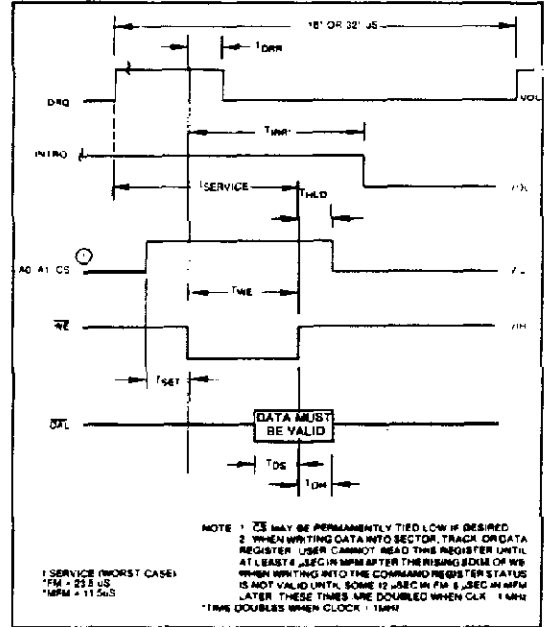 16* OR 32* µS
TDRR
DRQ
VOL
TINR*
INTRQ
TSERVICE
THLD
1
A0 A1 CS
TWE
WE
VIH
TSET
DAL
DATA MUST
BE VALID
TDS
TDH
NOTE 1 CS MAY BE PERMANENTLY TIED LOW IF DESIRED
2 WHEN WRITING DATA INTO SECTOR, TRACK OR DATA
REGISTER USER CANNOT READ THIS REGISTER UNTIL
AT LEAST 4 µSEC IN MFM AFTER THE RISING EDGE OF WE
WHEN WRITING INTO THE COMMAND REGISTER STATUS
IS NOT VALID UNTIL SOME 12 µSEC IN FM, 6 µSEC IN MFM
LATER THESE TIMES ARE DOUBLED WHEN CLK 1 MHz
*TIME DOUBLES WHEN CLOCK 1MHz
SERVICE (WORST CASE)
*FM = 23.5 uS
*MFM = 11.5uS